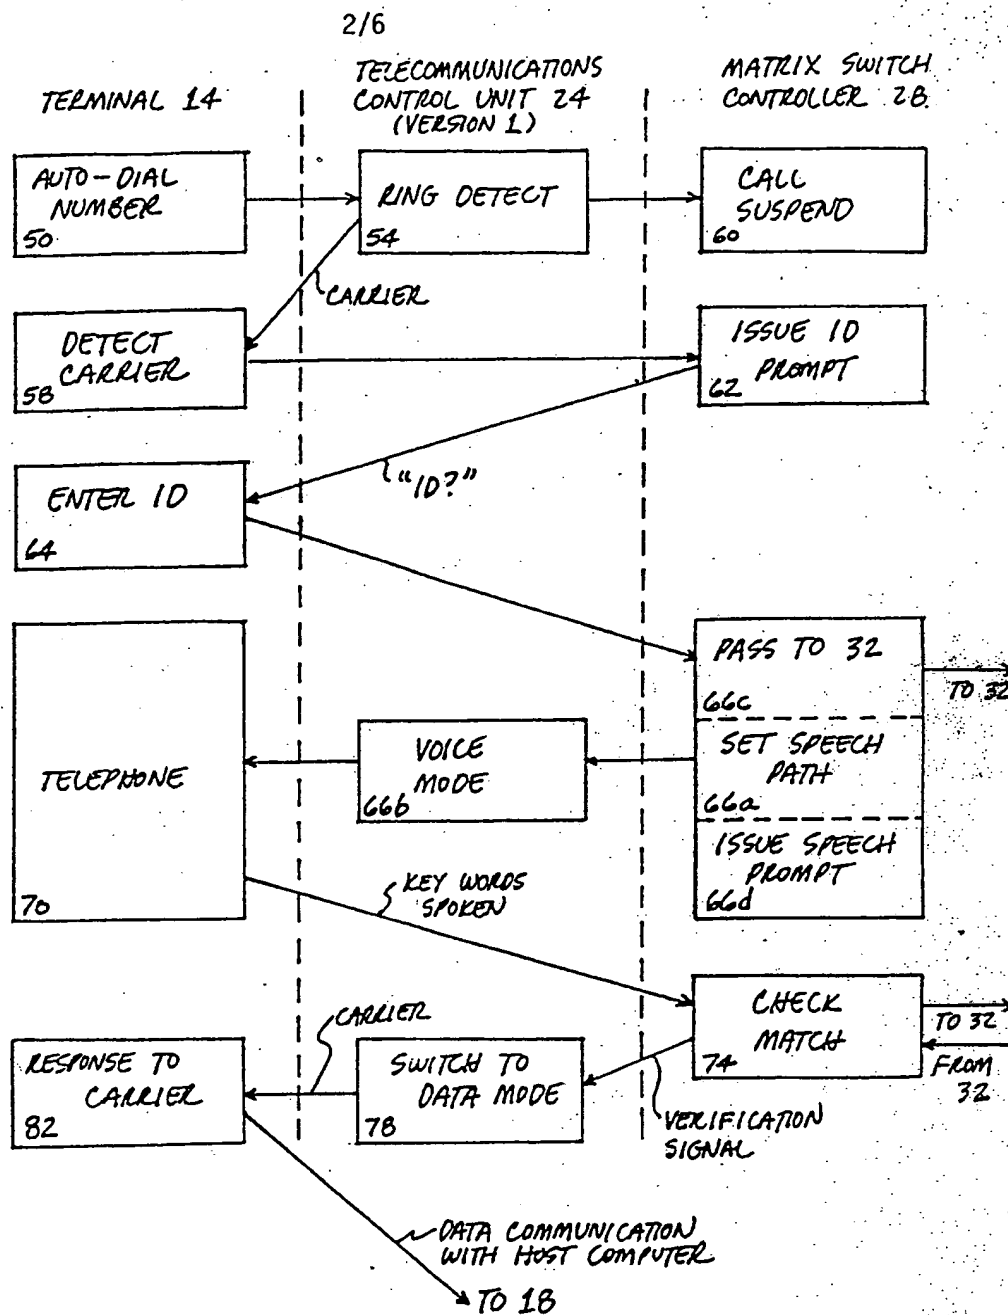 2/6
TERMINAL 14
TELECOMMUNICATIONS
CONTROL UNIT 24
(VERSION 1)
MATRIX SWITCH
CONTROLLER 28
AUTO-DIAL
NUMBER
50
RING DETECT
54
CALL
SUSPEND
60
CARRIER
DETECT
CARRIER
58
ISSUE ID
PROMPT
62
"ID?"
ENTER ID
64
PASS TO 32
66c
TO 32
SET SPEECH
PATH
66a
ISSUE SPEECH
PROMPT
66d
VOICE
MODE
66b
TELEPHONE
70
KEY WORDS
SPOKEN
CHECK
MATCH
74
TO 32
FROM
32
CARRIER
RESPONSE TO
CARRIER
82
SWITCH TO
DATA MODE
78
VERIFICATION
SIGNAL
DATA COMMUNICATION
WITH HOST COMPUTER
TO 18